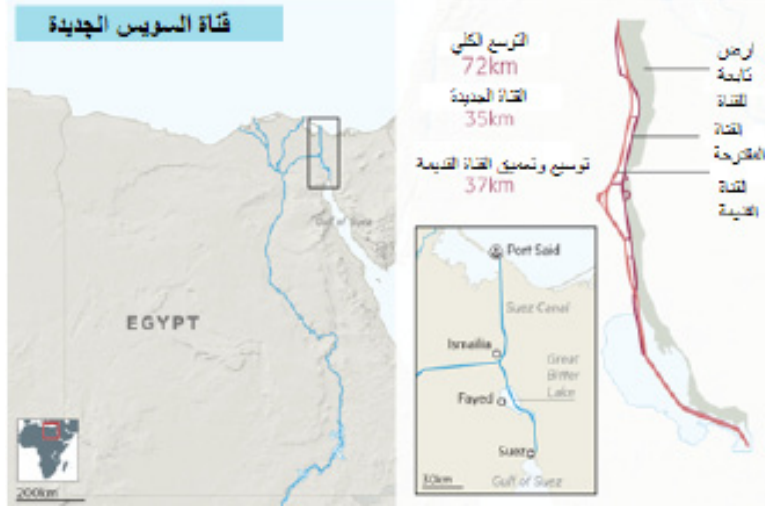 قناة السويس الجديدة
التوسع الكلي
72km
القناة الجديدة
35km
توسيع وتعميق القناة القديمة
37km
ارض
تابعة
للقناة
القناة
المقترحة
القناة
القديمة
Gulf of Suez
EGYPT
200km
Port Said
Suez Canal
Ismailia
Great
Bitter
Lake
Fayed
Suez
30km
Gulf of Suez